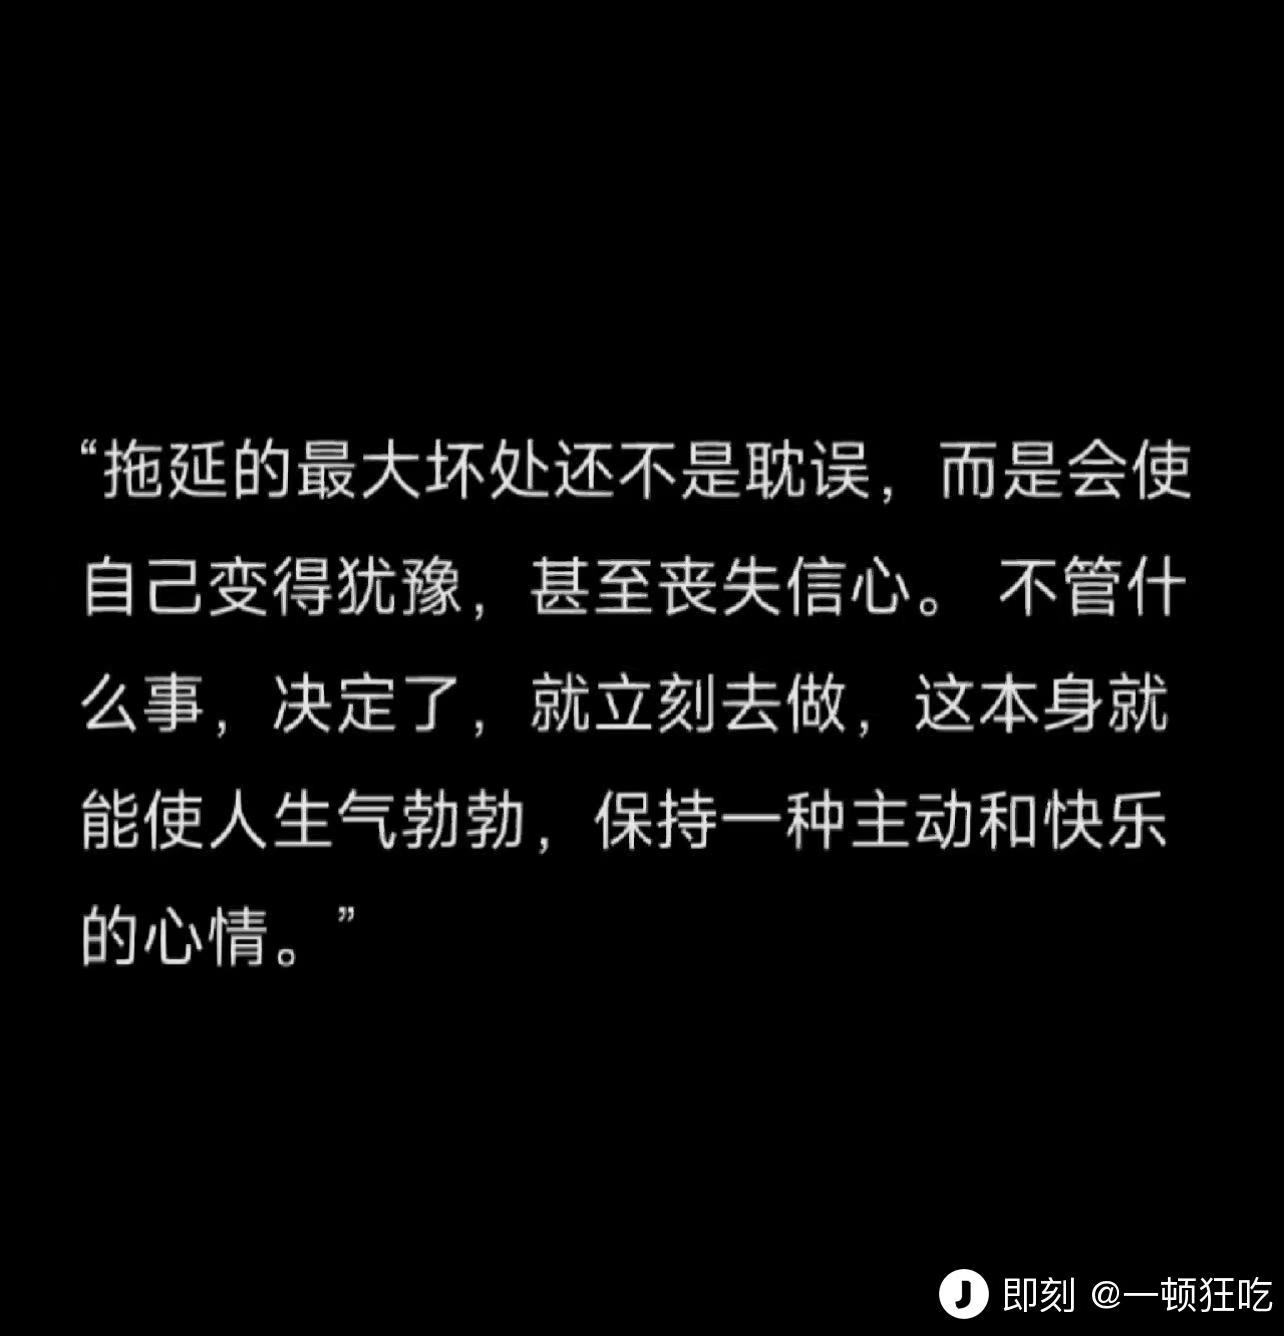 “拖延的最大坏处还不是耽误，而是会使
自己变得犹豫，甚至丧失信心。 不管什
么事，决定了，就立刻去做，这本身就
能使人生气勃勃，保持一种主动和快乐
的心情。”
J 即刻 @一顿狂吃